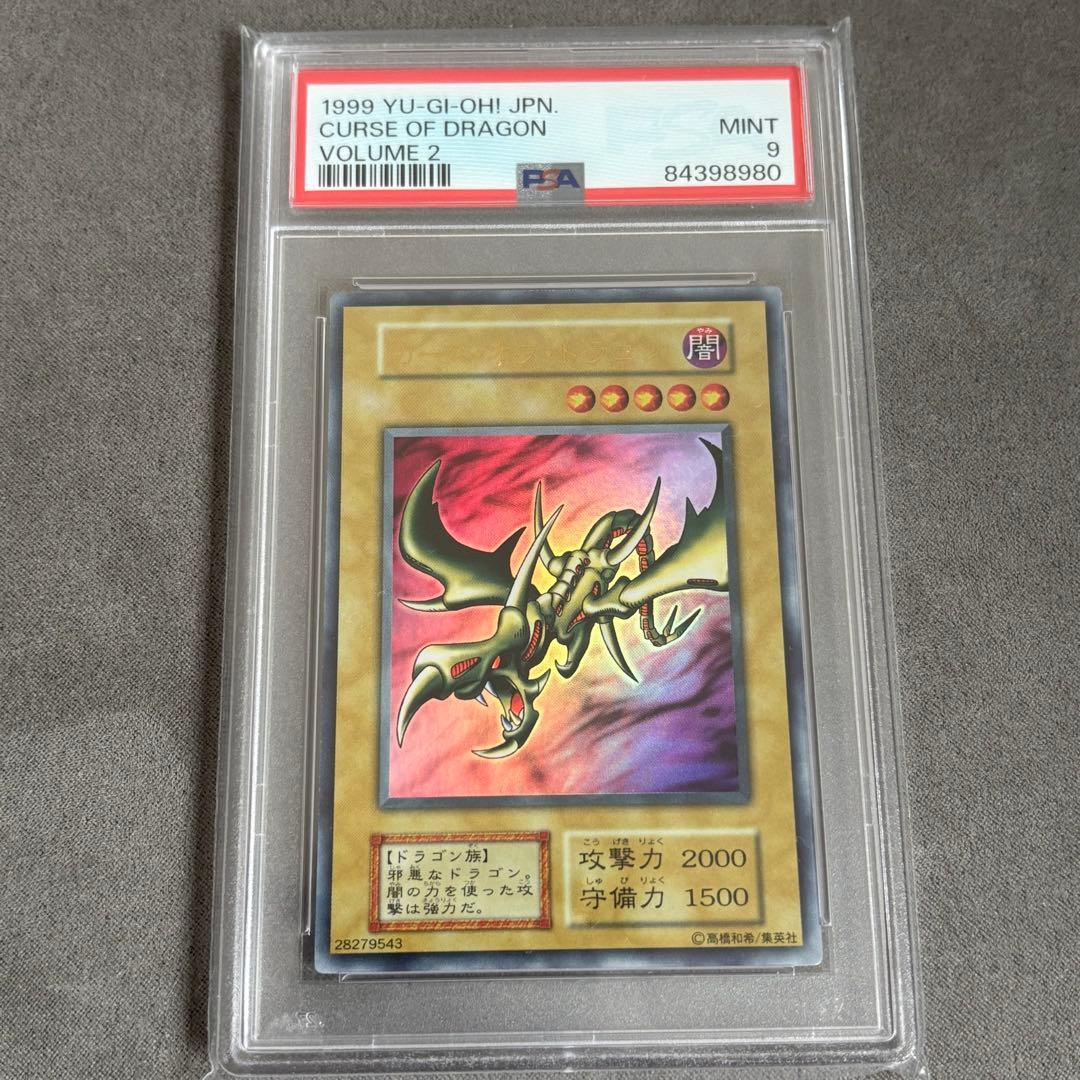 1999 YU-GI-OH! JPN.
CURSE OF DRAGON
MINT
VOLUME 2
9
PSA
84398980
やみ
闇
【ドラゴン族】
邪悪なドラゴン。
闇の力を使った攻
撃は強力だ。
こう げき りょく
攻撃力 2000
しゅ び りょく
守備力 1500
28279543
©高橋和希/集英社